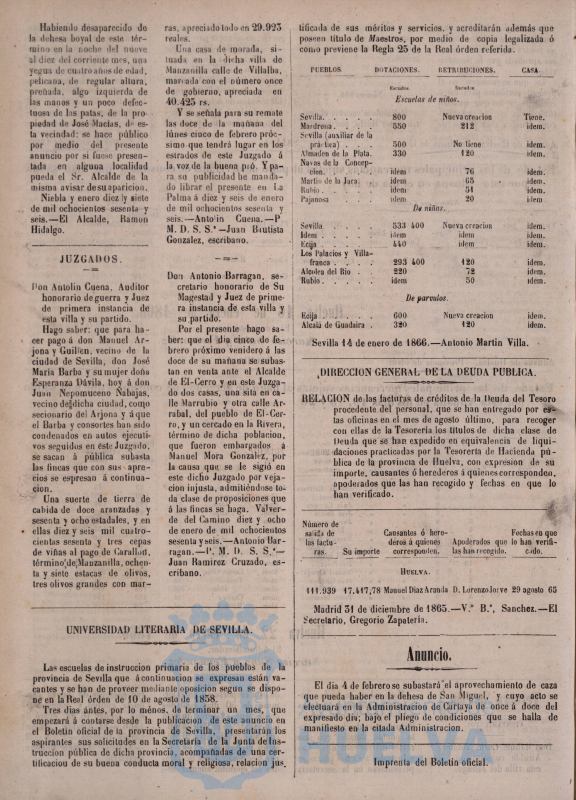 Habiendo desaparecido de
la dehesa boyal de este tér-
mino en la noche del nueve
al diez del corriente mes, una
yegua de cuatro años de edad,
pelicana, de regular altura,
preñada, algo izquierda de
las manos y un poco defec-
tuosa de las patas, de la pro-
piedad de José Macías, de es-
ta vecindad: se hace público
por medio del presente
anuncio por si fuese presen-
tada en alguna localidad
pueda el Sr. Alcalde de la
misma avisar de su aparicion.
Niebla y enero diez y siete
de mil ochocientos sesenta y
seis.—El Alcalde, Ramon
Hidalgo.
JUZGADOS.
Don Antolin Cuena, Auditor
honorario de guerra y Juez
de primera instancia de
esta villa y su partido.
Hago saber: que para ha-
cer pago á don Manuel Ar-
jona y Guillen, vecino de la
ciudad de Sevilla, don José
Maria Barba y su mujer doña
Esperanza Dávila, hoy á don
Juan Nepomuceno Nabajas,
vecino de dicha ciudad, como
secionario del Arjona y á que
el Barba y consortes han sido
condenados en autos ejecuti-
vos seguidos en este Juzgado,
se sacan á pública subasta
las fincas que con sus apre-
cios se espresan á continua-
cion.
Una suerte de tierra de
cabida de doce aranzadas y
sesenta y ocho estadales, y en
ellas diez y seis mil cuatro-
cientas sesenta y tres cepas
de viñas al pago de Carallon,
término de Manzanilla, ochen-
ta y siete estacas de olivos,
tres olivos grandes con mar-
ras, apreciado todo en 29.923
reales.
Una casa de morada, si-
tuada en la dicha villa de
Manzanilla calle de Villalba,
marcada con el número once
de gobierno, apreciada en
40.425 rs.
Y se señala para su remate
las doce de la mañana del
lúnes cinco de febrero próc-
simo que tendrá lugar en los
estrados de este Juzgado á
la voz de la buena pró. Y pa-
ra su publicidad he manda-
do librar el presente en La
Palma á diez y seis de enero
de mil ochocientos sesenta y
seis.—Antolin Cuena.—P
M. D. S. S.ª—Juan Bautista
Gonzalez, escribano.
Don Antonio Barragan, se-
cretario honorario de Su
Magestad y Juez de prime-
ra instancia de esta villa y
su partido.
Por el presente hago sa-
ber: que el dia cinco de fe-
brero próximo venidero á las
doce de su mañana se subas-
tan en venta ante el Alcalde
de El-Cerro y en este Juzga-
do dos casas, una sita en ca-
lle Marrubio y otra calle Ar-
rabal, del pueblo de El-Cer-
ro, y un cercado en la Rivera,
término de dicha poblacion,
que fueron embargados á
Manuel Mora Gonzalez, por
la causa que se le sigió en
este dicho Juzgado por veja-
cion injusta, admitiéndose to-
da clase de proposiciones que
á las fincas se haga. Valver-
de del Camino diez y ocho
de enero de mil ochocientos
sesenta y seis.—Antonio Bar-
ragan.—P. M. D. S. S.ª—
Juan Ramirez Cruzado, es-
cribano.
UNIVERSIDAD LITERARIA DE SEVILLA.
Las escuelas de instruccion primaria de los pueblos de la
provincia de Sevilla que á continuacion se expresan están va-
cantes y se han de proveer mediante oposicion segun se dispo-
ne en la Real órden de 10 de agosto de 1858.
Tres dias ántes, por lo ménos, de terminar un mes, que
empezará á contarse desde la publicacion de este anuncio en
el Boletin oficial de la provincia de Sevilla, presentarán los
aspirantes sus solicitudes en la Secretaria de la Junta de Ins-
truccion pública de dicha provincia, acompañadas de una cer-
tificacion de su buena conducta moral y religiosa, relacion jus-
tificada de sus méritos y servicios, y acreditarán además que
poseen título de Maestros, por medio de copia legalizada ó
como previene la Regla 25 de la Real órden referida.
PUEBLOS. DOTACIONES. RETRIBUCIONES. CASA
Escudos Escudos
Escuelas de niños.
Sevilla. . . . . 800 Nueva creacion Tiene.
Mardrona. . . . . 550 212 idem.
Sevilla (auxiliar de la
práctica) . . . 500 No tiene idem.
Almaden de la Plata. 330 120 idem.
Navas de la Concep-
cion. . . . . idem 76 idem.
Martin de la Jara. idem 65 idem.
Rubio. . . . . idem 51 idem.
Pajanosa . . . . idem 20 idem
De niñas.
Sevilla . . . . 533 400 Nueva creacion idem.
Idem . . . . . idem idem idem.
Ecija . . . . . 440 idem idem.
Los Palacios y Villa-
franca . . . . 293 400 120 idem.
Alcolea del Rio . . 220 72 idem.
Rubio. . . . . idem 50 idem.
De parvulos.
Ecija . . . . . 600 Nueva creacion idem.
Alcalá de Guadaira . 320 120 idem.
Sevilla 14 de enero de 1866.—Antonio Martin Villa.
DIRECCION GENERAL DE LA DEUDA PUBLICA.
RELACION de las facturas de créditos de la Deuda del Tesoro
procedente del personal, que se han entregado por es-
tas oficinas en el mes de agosto último, para recoger
con ellas de la Tesorería los títulos de dicha clase de
Deuda que se han expedido en equivalencia de liqui-
daciones practicadas por la Tesorería de Hacienda pú-
blica de la provincia de Huelva, con expresion de su
importe, causantes ó herederos á quienes corresponden,
apoderados que las han recogido y fechas en que lo
han verificado.
Número de
salida de Causantos ó here- Fechas en que
las factu- deros á quienes Apoderados que lo han verifi-
ras. Su importe corresponden. las han recogido. cado.
HUELVA.
111.939 17.417,78 Manuel Diaz Aranda D. Lorenzo Jorve 29 agosto 65
Madrid 31 de diciembre de 1865.—V.º B.º, Sanchez.—El
Secretario, Gregorio Zapatería.
Anuncio.
El dia 4 de febrero se subastará el aprovechamiento de caza
que pueda haber en la dehesa de San Miguel, y cuyo acto se
efectuará en la Administracion de Cartaya de once á doce del
expresado dia; bajo el pliego de condiciones que se halla de
manifiesto en la citada Administracion.
Imprenta del Boletin oficial.
HUELVA